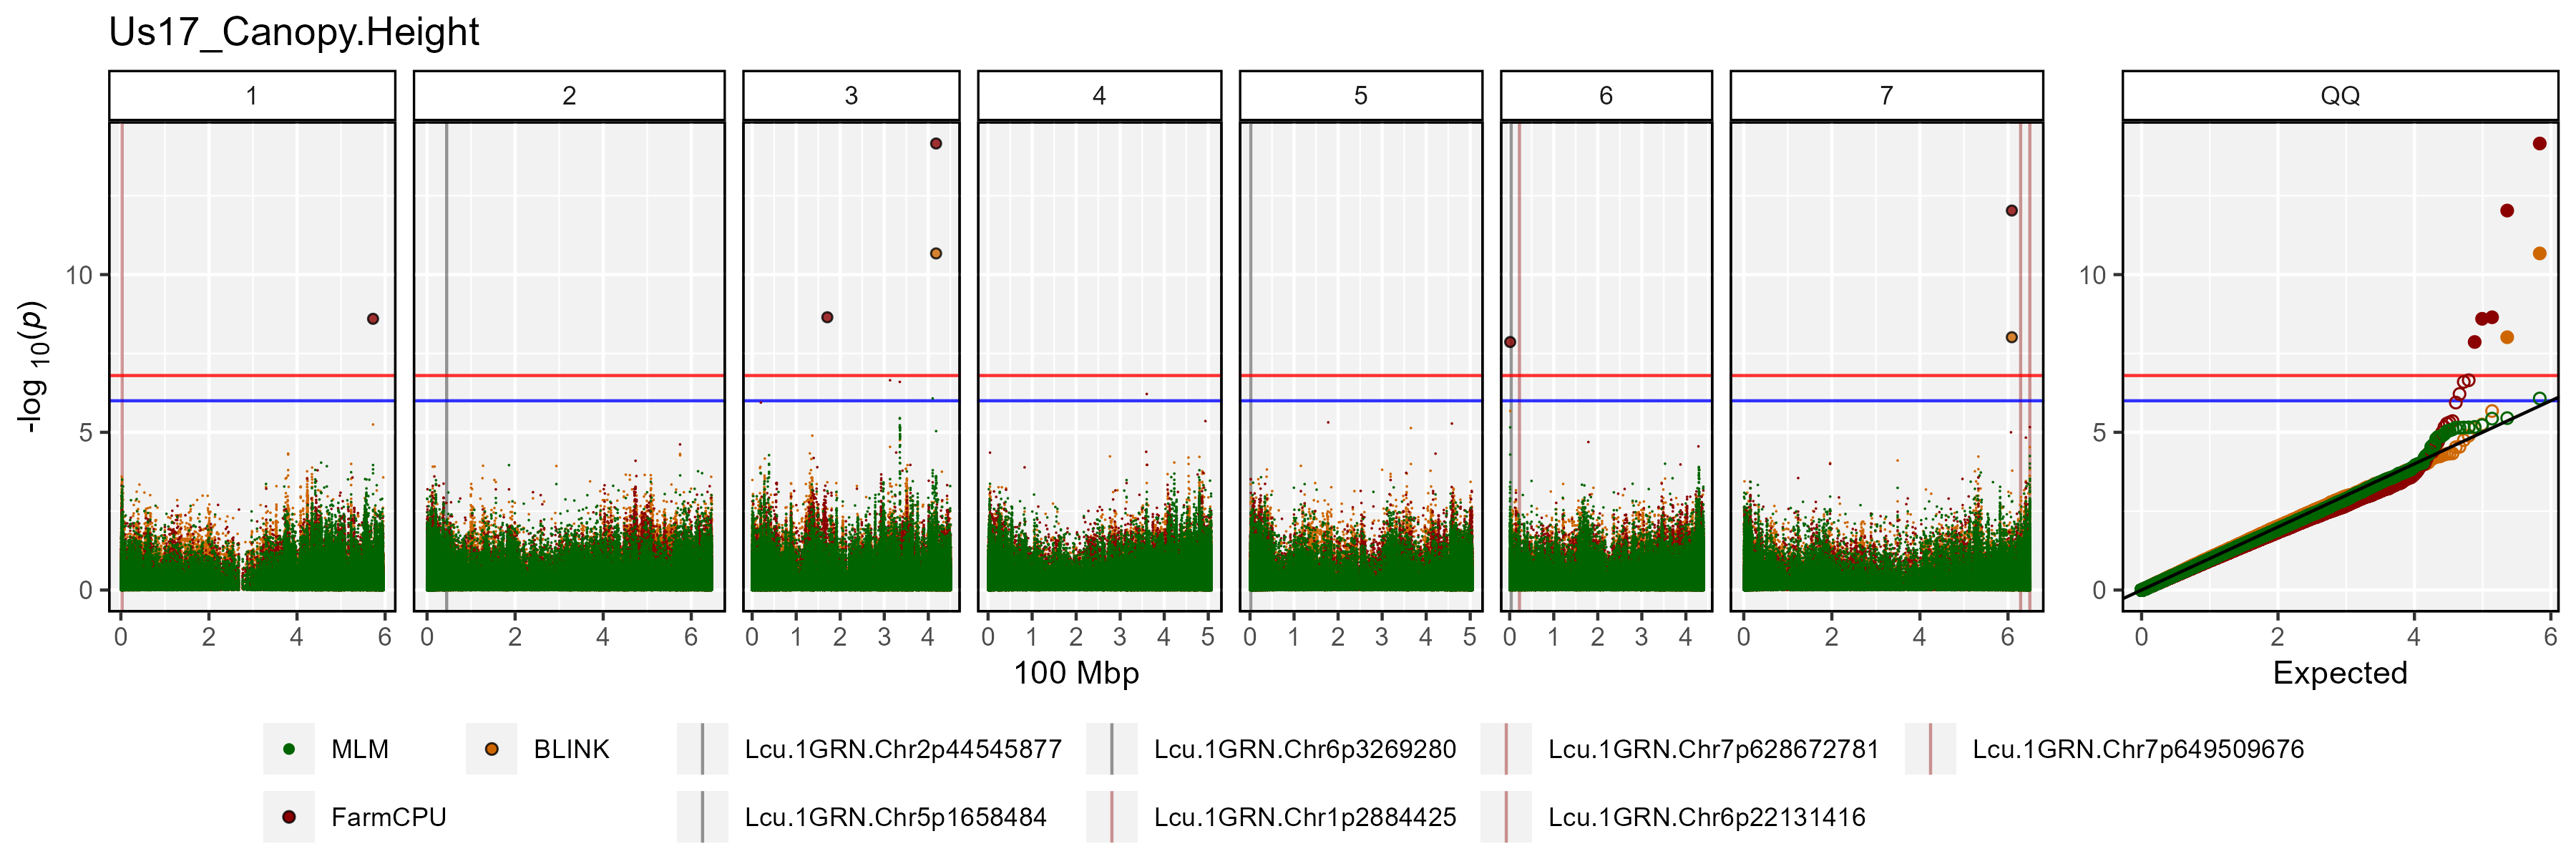 Us17_Canopy.Height
1 2 3 4 5 6 7 QQ
-log 10(p)
10
5
0
10
5
0
0 2 4 6 0 2 4 6 0 1 2 3 4 0 1 2 3 4 5 0 1 2 3 4 5 0 1 2 3 4 0 2 4 6 0 2 4 6
100 Mbp Expected
MLM BLINK Lcu.1GRN.Chr2p44545877 Lcu.1GRN.Chr6p3269280 Lcu.1GRN.Chr7p628672781 Lcu.1GRN.Chr7p649509676
FarmCPU Lcu.1GRN.Chr5p1658484 Lcu.1GRN.Chr1p2884425 Lcu.1GRN.Chr6p22131416